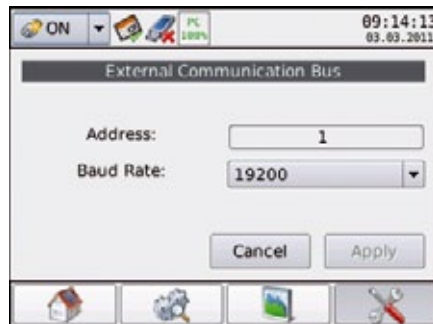 ON PC 100% 09:14:13
03.03.2011
External Communication Bus
Address: 1
Baud Rate: 19200
Cancel Apply